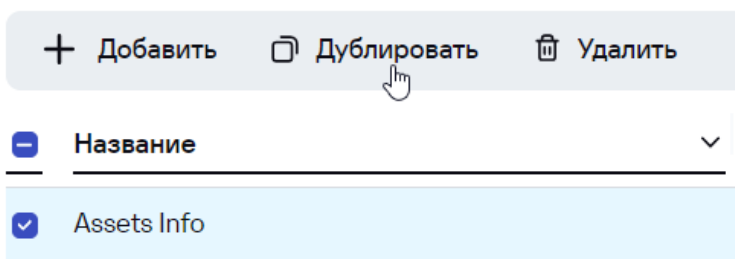 Добавить Дублировать Удалить
Название
Assets Info